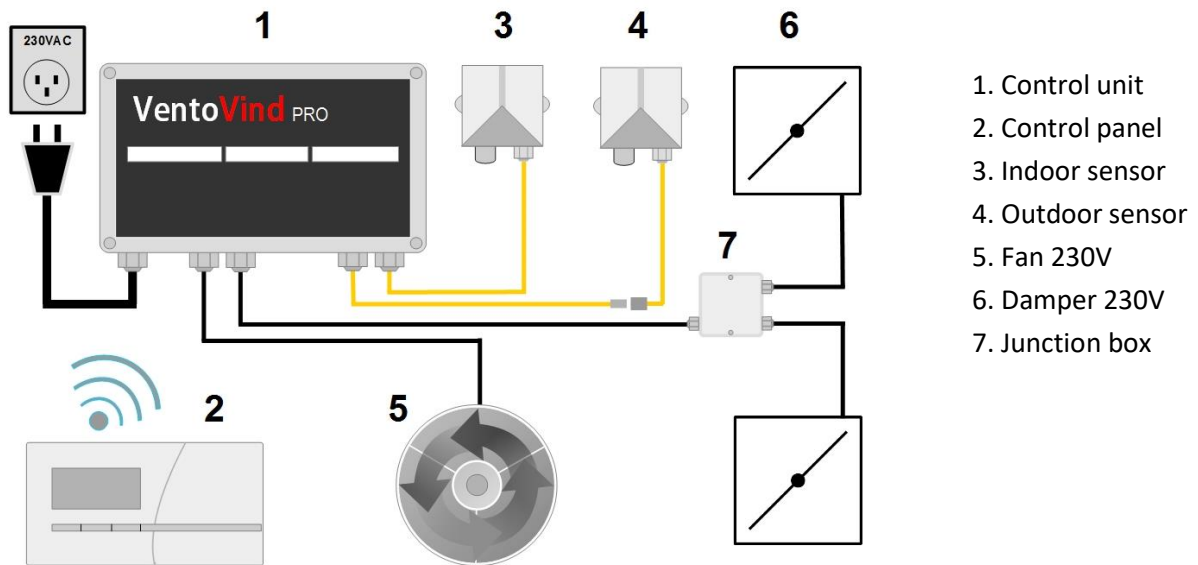 230VAC
1
3
4
6
VentoVind PRO
1. Control unit
2. Control panel
3. Indoor sensor
4. Outdoor sensor
5. Fan 230V
6. Damper 230V
7. Junction box
7
2
5